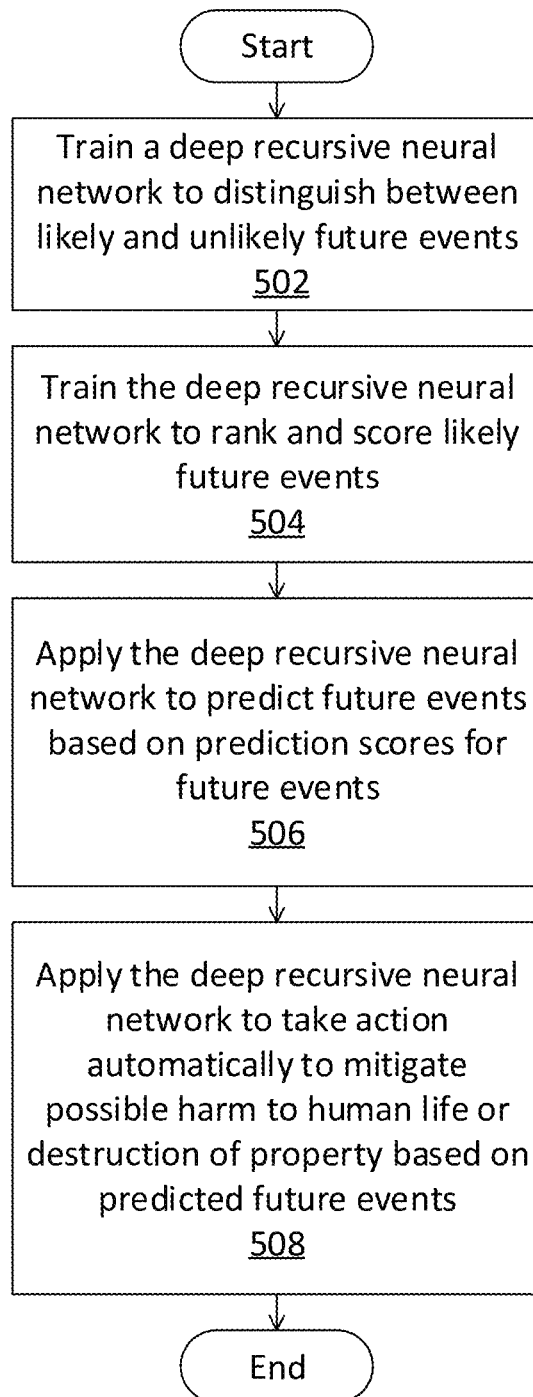 Start
Train a deep recursive neural
network to distinguish between
likely and unlikely future events
502
Train the deep recursive neural
network to rank and score likely
future events
504
Apply the deep recursive neural
network to predict future events
based on prediction scores for
future events
506
Apply the deep recursive neural
network to take action
automatically to mitigate
possible harm to human life or
destruction of property based on
predicted future events
508
End